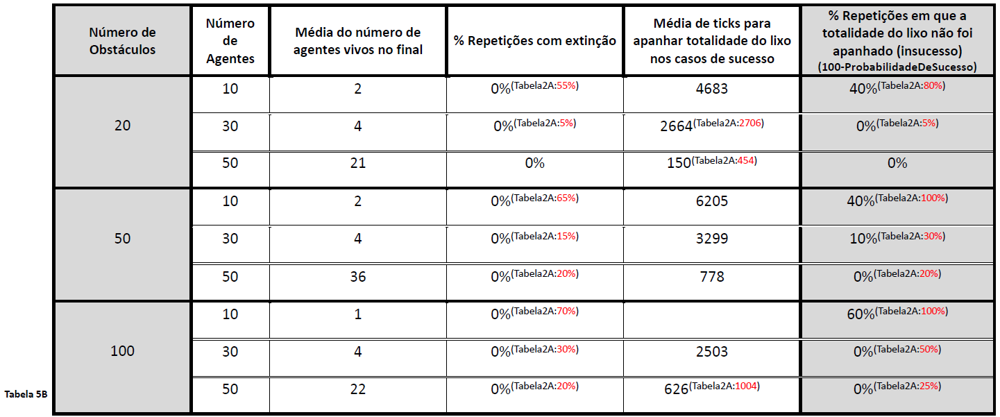 Número de Obstáculos
Número de Agentes
Média do número de agentes vivos no final
% Repetições com extinção
Média de ticks para apanhar totalidade do lixo nos casos de sucesso
% Repetições em que a totalidade do lixo não foi apanhado (insucesso) (100-ProbabilidadeDeSucesso)
20
10 2 0%(Tabela2A:55%) 4683 40%(Tabela2A:80%)
30 4 0%(Tabela2A:5%) 2664(Tabela2A:2706) 0%(Tabela2A:5%)
50 21 0% 150(Tabela2A:454) 0%
50
10 2 0%(Tabela2A:65%) 6205 40%(Tabela2A:100%)
30 4 0%(Tabela2A:15%) 3299 10%(Tabela2A:30%)
50 36 0%(Tabela2A:20%) 778 0%(Tabela2A:20%)
100
10 1 0%(Tabela2A:70%) 60%(Tabela2A:100%)
30 4 0%(Tabela2A:30%) 2503 0%(Tabela2A:50%)
50 22 0%(Tabela2A:20%) 626(Tabela2A:1004) 0%(Tabela2A:25%)
Tabela 5B